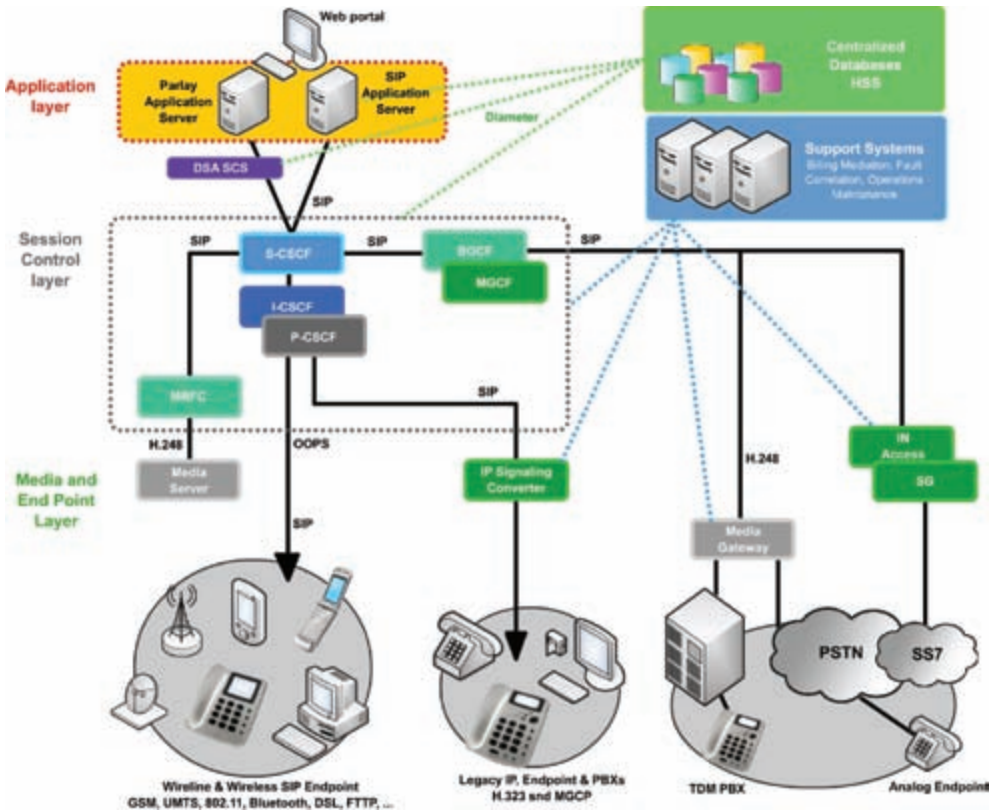 Web portal
Application
layer
Parlay
Application
Server
SIP
Application
Server
Centralized
Databases
HSS
Diameter
Support Systems
Billing Mediation, Fault
Correlation, Operations
Maintenance
DSA SCS
SIP
Session
Control
layer
SIP
S-CSCF
SIP
BGCF
MGCF
SIP
I-CSCF
P-CSCF
MRFC
SIP
H.248
OOPS
Media
Server
IP Signaling
Converter
H.248
IN
Access
SG
Media and
End Point
Layer
SIP
Media
Gateway
PSTN
SS7
Wireline & Wireless SIP Endpoint
GSM, UMTS, 802.11, Bluetooth, DSL, FTTP, ...
Legacy IP, Endpoint & PBXs
H.323 snd MGCP
TDM PBX
Analog Endpoint